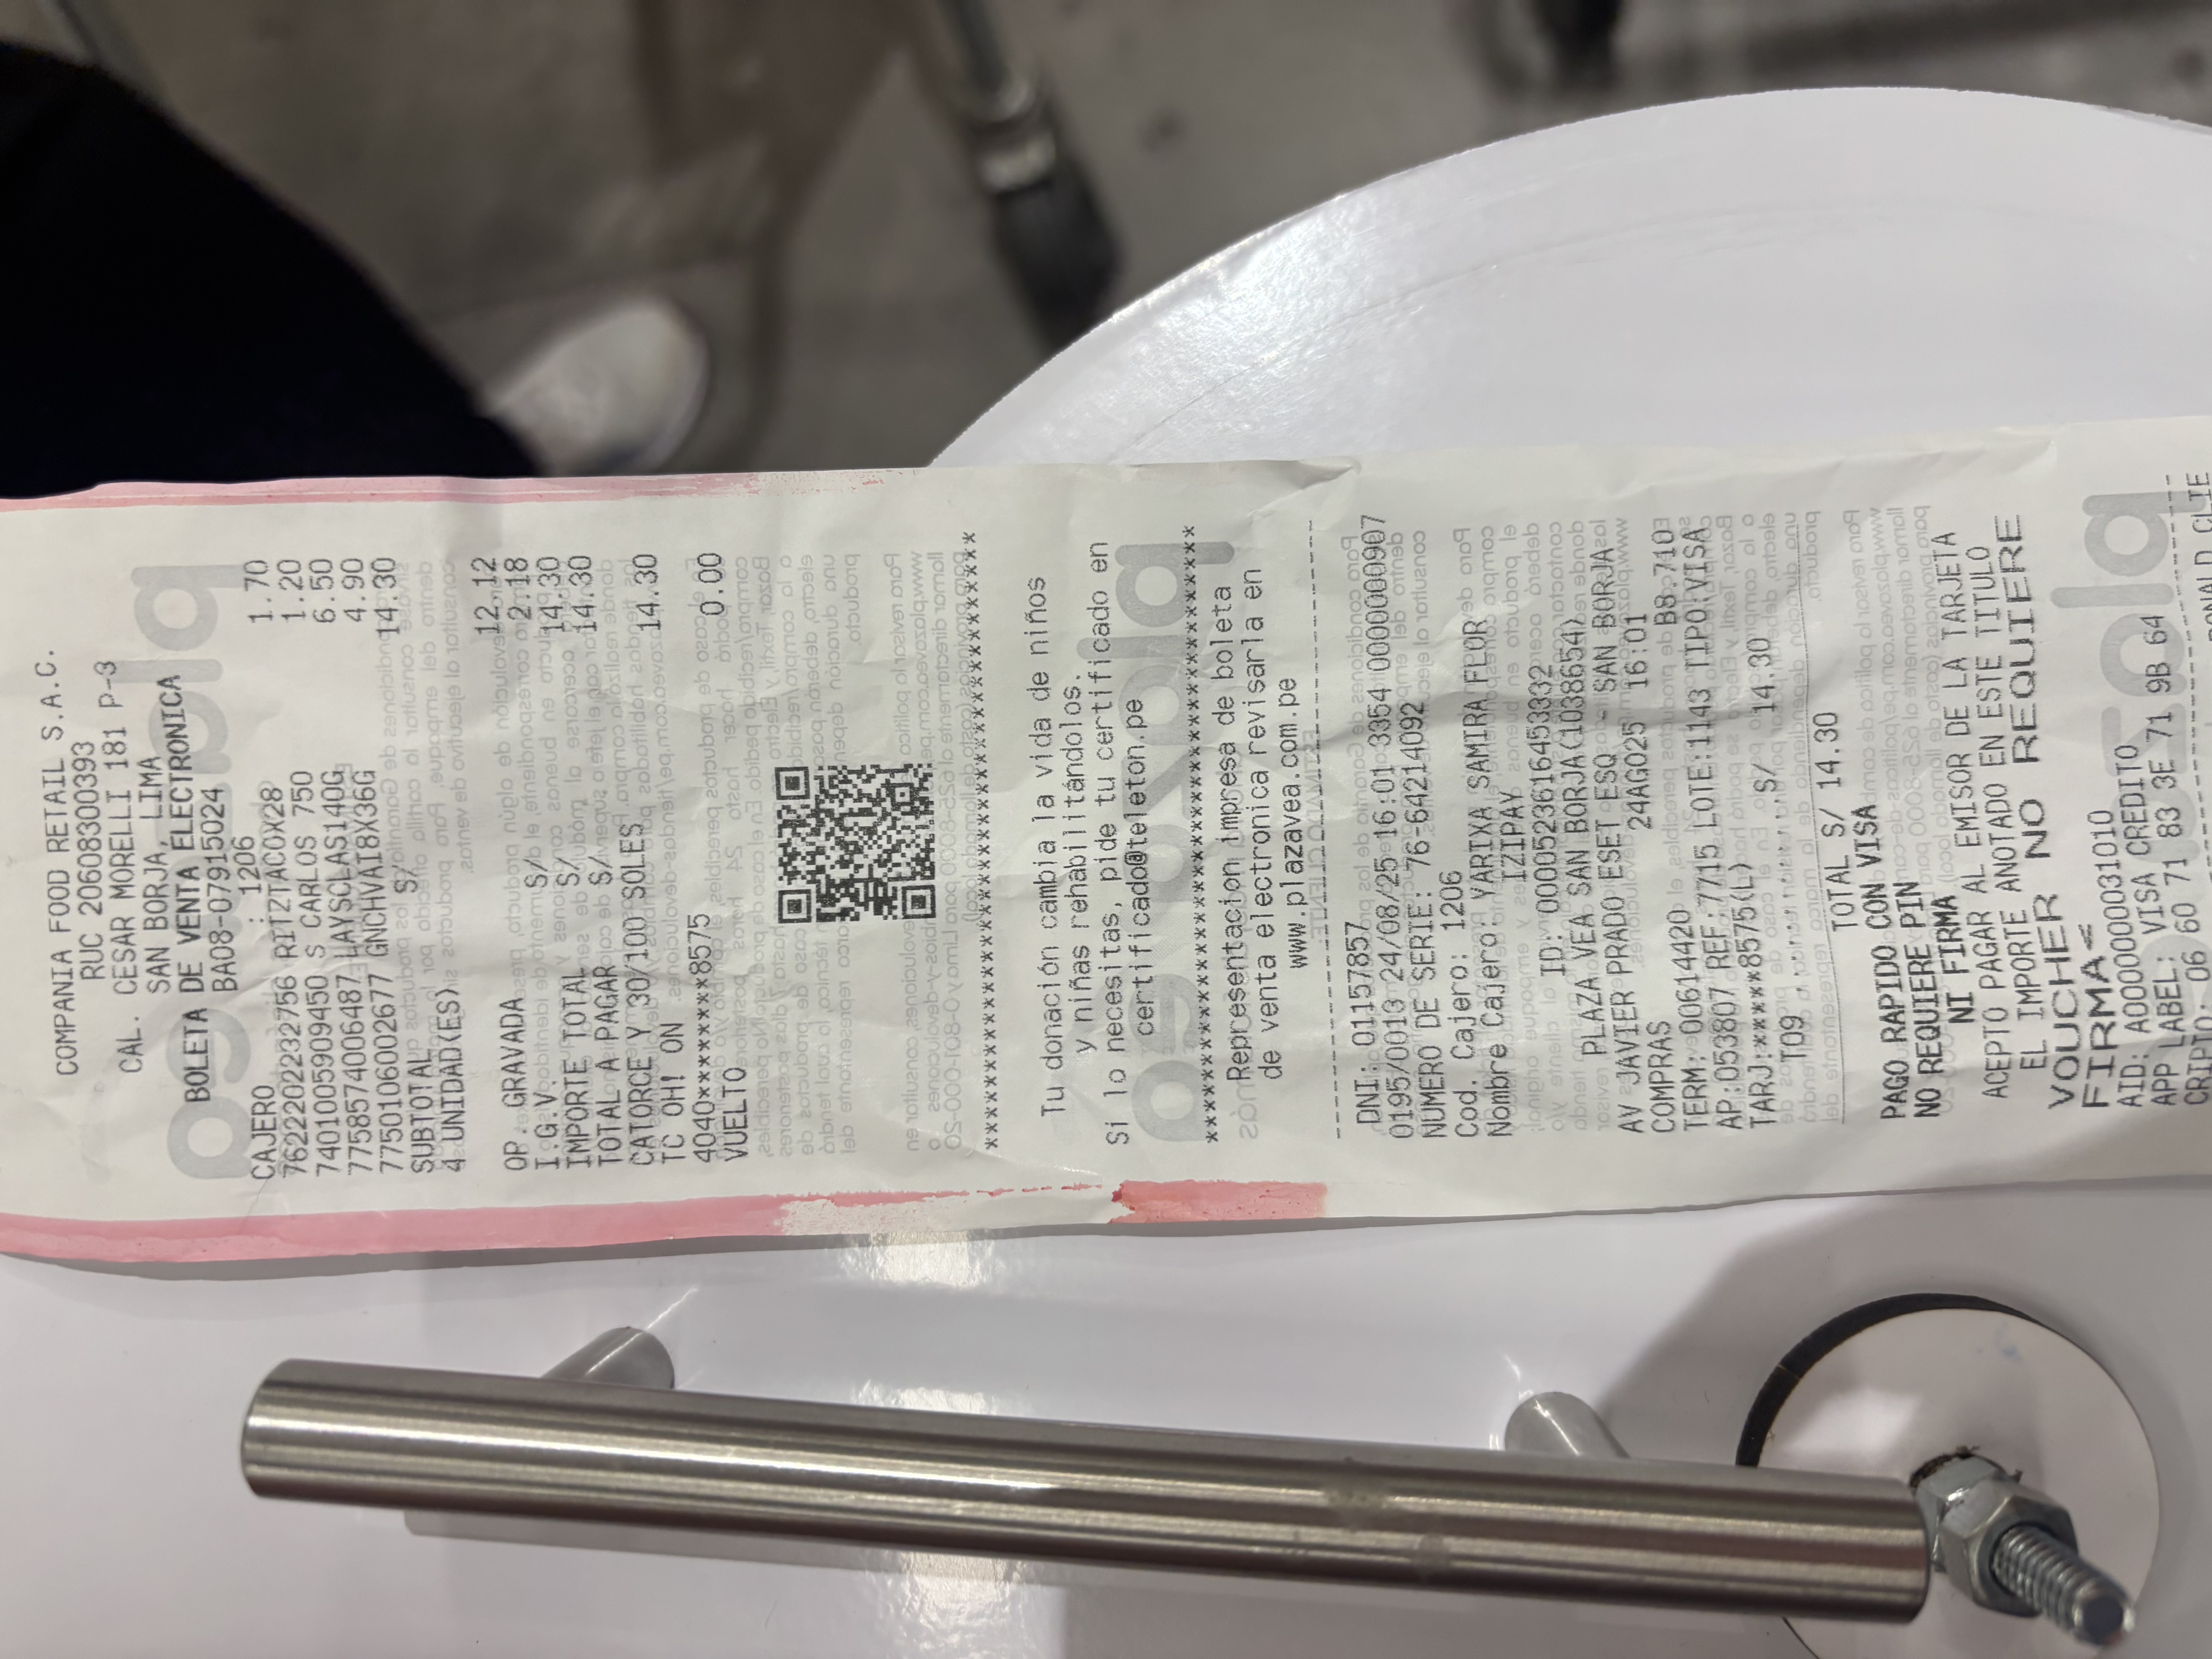 COMPANIA FOOD RETAIL S.A.C.
RUC 20608300393
CAL. CESAR MORELLI 181 P-3
SAN BORJA, LIMA
BOLETA DE VENTA ELECTRONICA
BA08-07915024
CAJERO : 1206
7622202232756 RITZTACOX28 1.70
7401005909450 S CARLOS 750 1.20
7758574006487 LAYSCLAS140G 6.50
7750106002677 GNCHVAI8X36G 4.90
SUBTOTAL S/ 14.30
4 UNIDAD(ES)
OP. GRAVADA 12.12
I.G.V. S/ 2.18
IMPORTE TOTAL S/ 14.30
TOTAL A PAGAR S/ 14.30
CATORCE Y 30/100 SOLES
TC OH! ON 14.30
4040********8575
VUELTO 0.00
****************************************
Tu donación cambia la vida de niños
y niñas rehabilitándolos.
Si lo necesitas, pide tu certificado en
certificado@teleton.pe
****************************************
Representacion impresa de boleta
de venta electronica revisarla en
www.plazavea.com.pe
DNI: 01157857
0195/0013 24/08/25 16:01 3354 0000000907
NUMERO DE SERIE: 76-64214092
Cod. Cajero: 1206
Nombre Cajero: YARIXA SAMIRA FLOR
IZIPAY
ID: 0000523616453332
PLAZA VEA SAN BORJA(1038654)
AV JAVIER PRADO ESET ESQ - SAN BORJA
24AGO25 16:01
COMPRAS
TERM: 00614420 B8.710
AP:053807 REF:7715 LOTE:1143 TIPO:VISA
TARJ:*****8575(L)
T09 ............S/ 14.30
TOTAL S/ 14.30
PAGO RAPIDO CON VISA
NO REQUIERE PIN
NI FIRMA
ACEPTO PAGAR AL EMISOR DE LA TARJETA
EL IMPORTE ANOTADO EN ESTE TITULO
VOUCHER NO REQUIERE
FIRMA<
AID: A0000000031010
APP LABEL: VISA CREDITO
CRIPTO: 06 60 71 83 3E 71 9B 64
CLIE